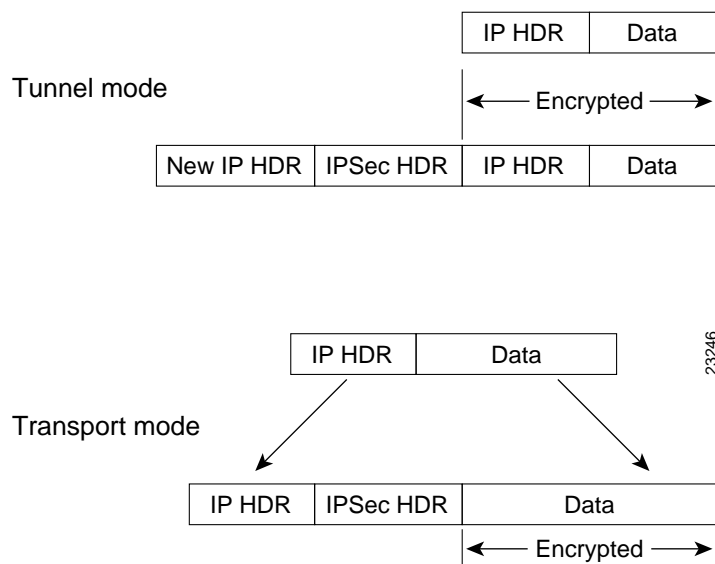 IP HDR Data
Tunnel mode
Encrypted
New IP HDR IPSec HDR IP HDR Data
IP HDR Data
23246
Transport mode
IP HDR IPSec HDR Data
Encrypted